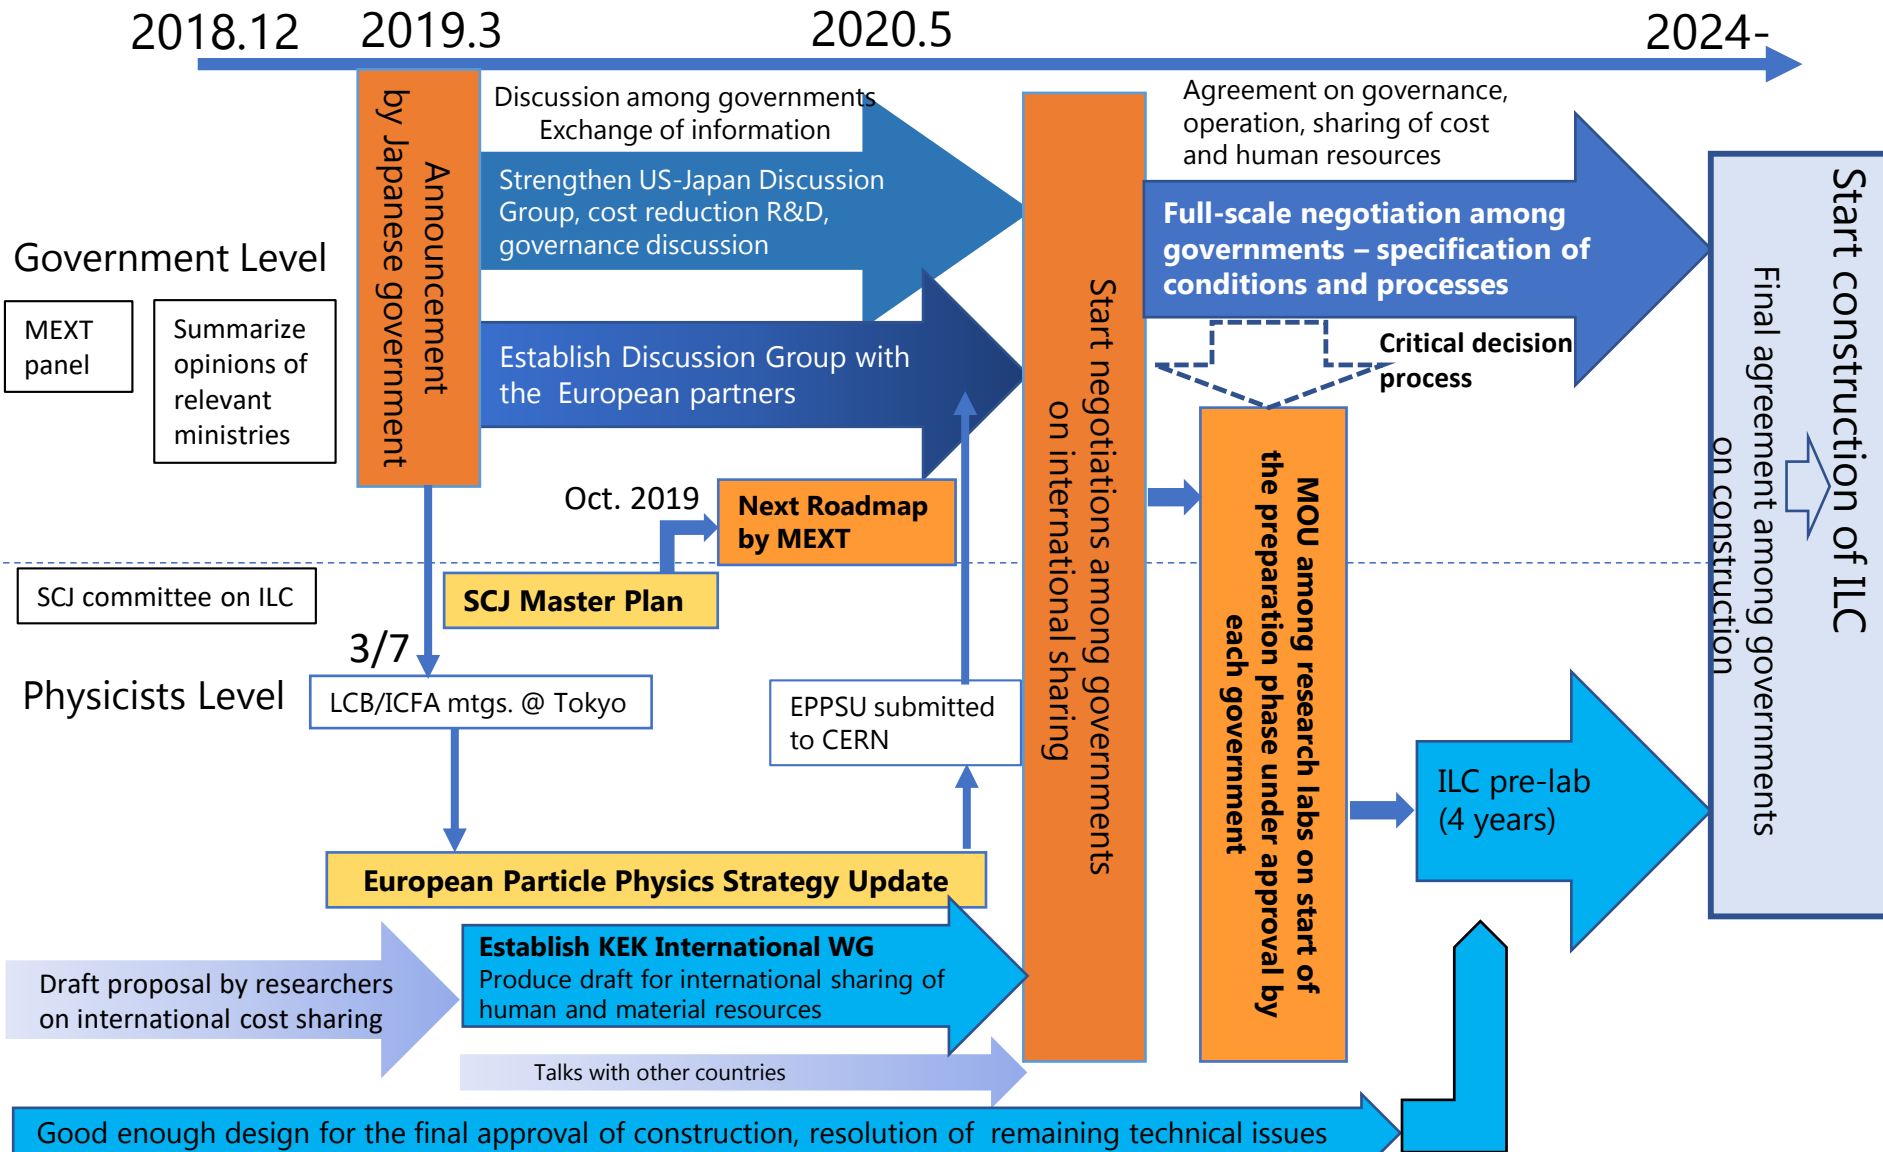 2018.12
2019.3
2020.5
2024-
Announcement
by Japanese government
Discussion among governments
Exchange of information
Strengthen US-Japan Discussion
Group, cost reduction R&D,
governance discussion
Agreement on governance,
operation, sharing of cost
and human resources
Full-scale negotiation among
governments – specification of
conditions and processes
Government Level
MEXT
panel
Summarize
opinions of
relevant
ministries
Establish Discussion Group with
the European partners
Critical decision
process
Start negotiations among governments
on international sharing
MOU among research labs on start of
the preparation phase under approval by
each government
Start construction of ILC
Final agreement among governments
on construction
Oct. 2019
Next Roadmap
by MEXT
SCJ committee on ILC
SCJ Master Plan
3/7
Physicists Level
LCB/ICFA mtgs. @ Tokyo
EPPSU submitted
to CERN
ILC pre-lab
(4 years)
European Particle Physics Strategy Update
Establish KEK International WG
Produce draft for international sharing of
human and material resources
Draft proposal by researchers
on international cost sharing
Talks with other countries
Good enough design for the final approval of construction, resolution of remaining technical issues